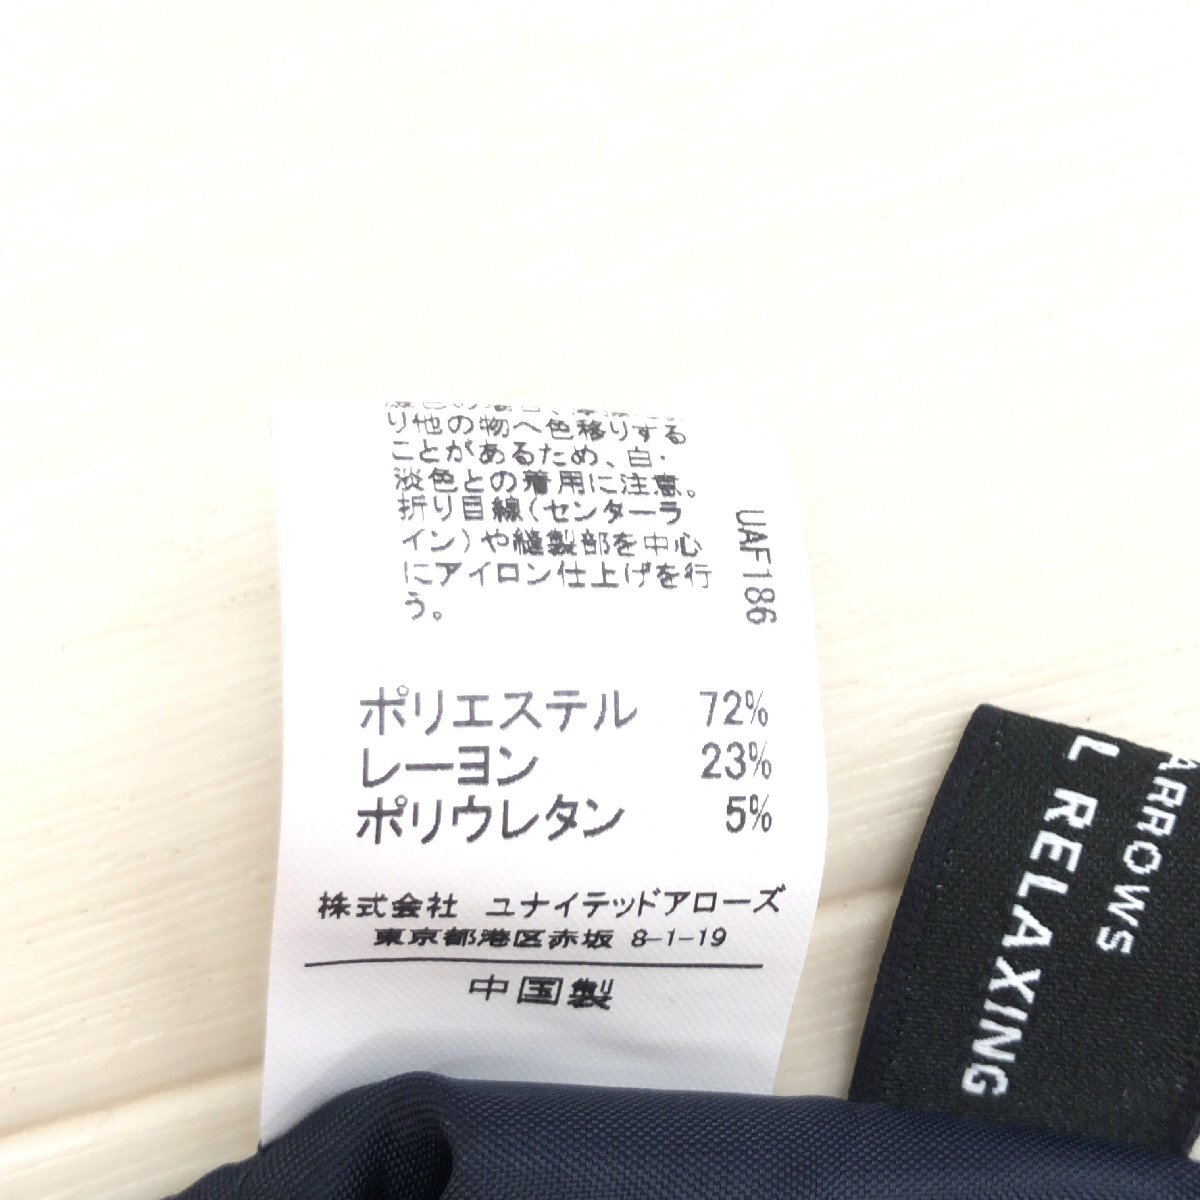 り他の物へ色移りする
ことがあるため、白・
淡色との着用に注意。
折り目線(センターラ
イン)や縫製部を中心
にアイロン仕上げを行
う。
UAF186
ポリエステル 72%
レーヨン 23%
ポリウレタン 5%
株式会社 ユナイテッドアローズ
東京都港区赤坂 8-1-19
中国製
ARROWS
L RELAXING